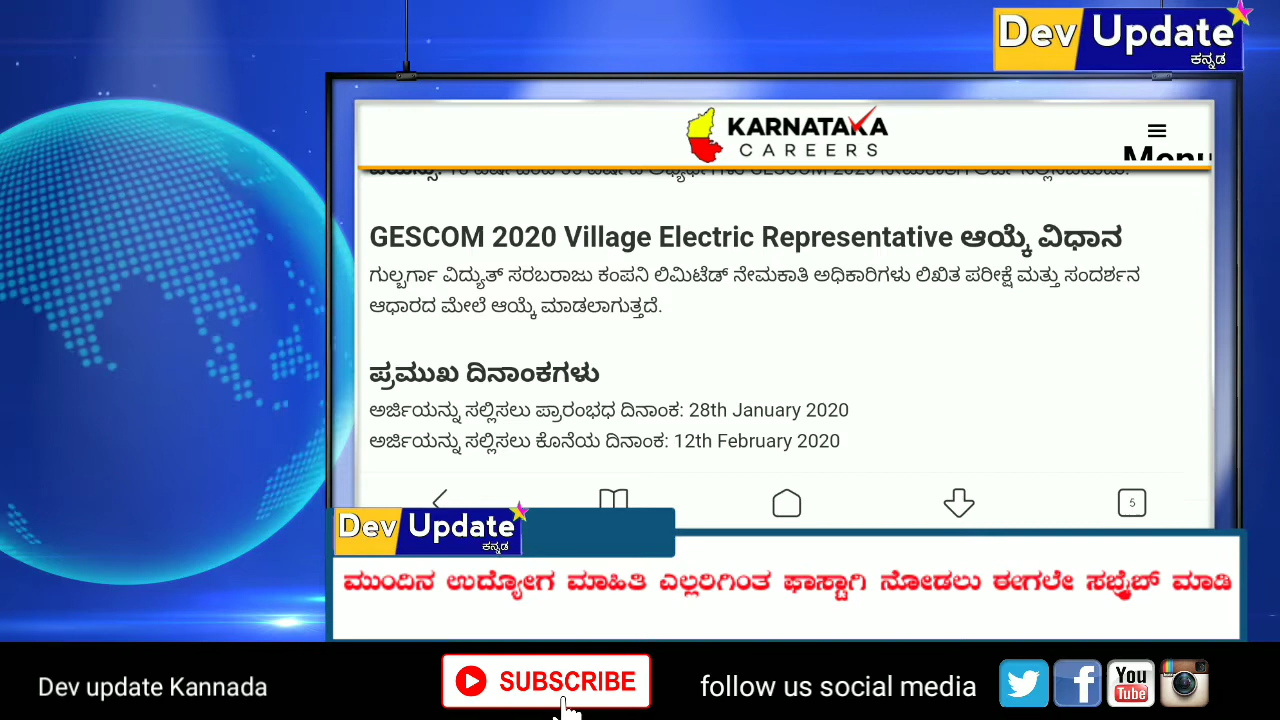 Dev Update
ಕನ್ನಡ
KARNATAKA
CAREERS
Menu
GESCOM 2020 Village Electric Representative ಆಯ್ಕೆ ವಿಧಾನ
ಗುಲ್ಬರ್ಗಾ ವಿದ್ಯುತ್ ಸರಬರಾಜು ಕಂಪನಿ ಲಿಮಿಟೆಡ್ ನೇಮಕಾತಿ ಅಧಿಕಾರಿಗಳು ಲಿಖಿತ ಪರೀಕ್ಷೆ ಮತ್ತು ಸಂದರ್ಶನ
ಆಧಾರದ ಮೇಲೆ ಆಯ್ಕೆ ಮಾಡಲಾಗುತ್ತದೆ.
ಪ್ರಮುಖ ದಿನಾಂಕಗಳು
ಅರ್ಜಿಯನ್ನು ಸಲ್ಲಿಸಲು ಪ್ರಾರಂಭಧ ದಿನಾಂಕ: 28th January 2020
ಅರ್ಜಿಯನ್ನು ಸಲ್ಲಿಸಲು ಕೊನೆಯ ದಿನಾಂಕ: 12th February 2020
5
Dev Update
ಕನ್ನಡ
ಮುಂದಿನ ಉದ್ಯೋಗ ಮಾಹಿತಿ ಎಲ್ಲರಿಗಿಂತ ಫಾಸ್ಟಾಗಿ ನೋಡಲು ಈಗಲೇ ಸಬ್ಸ್ಕ್ರೈಬ್ ಮಾಡಿ
Dev update Kannada
SUBSCRIBE
follow us social media
You
Tube